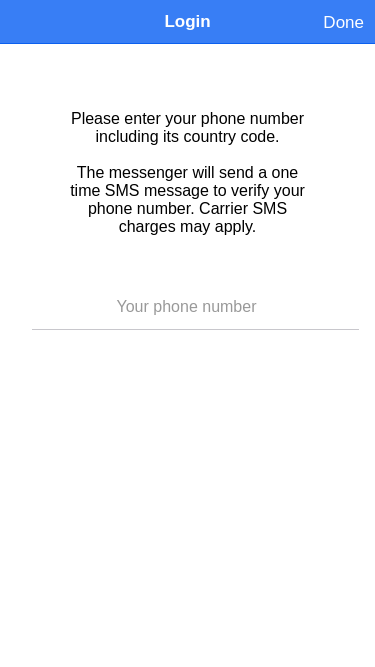 Login
Done
Please enter your phone number
including its country code.
The messenger will send a one
time SMS message to verify your
phone number. Carrier SMS
charges may apply.
Your phone number